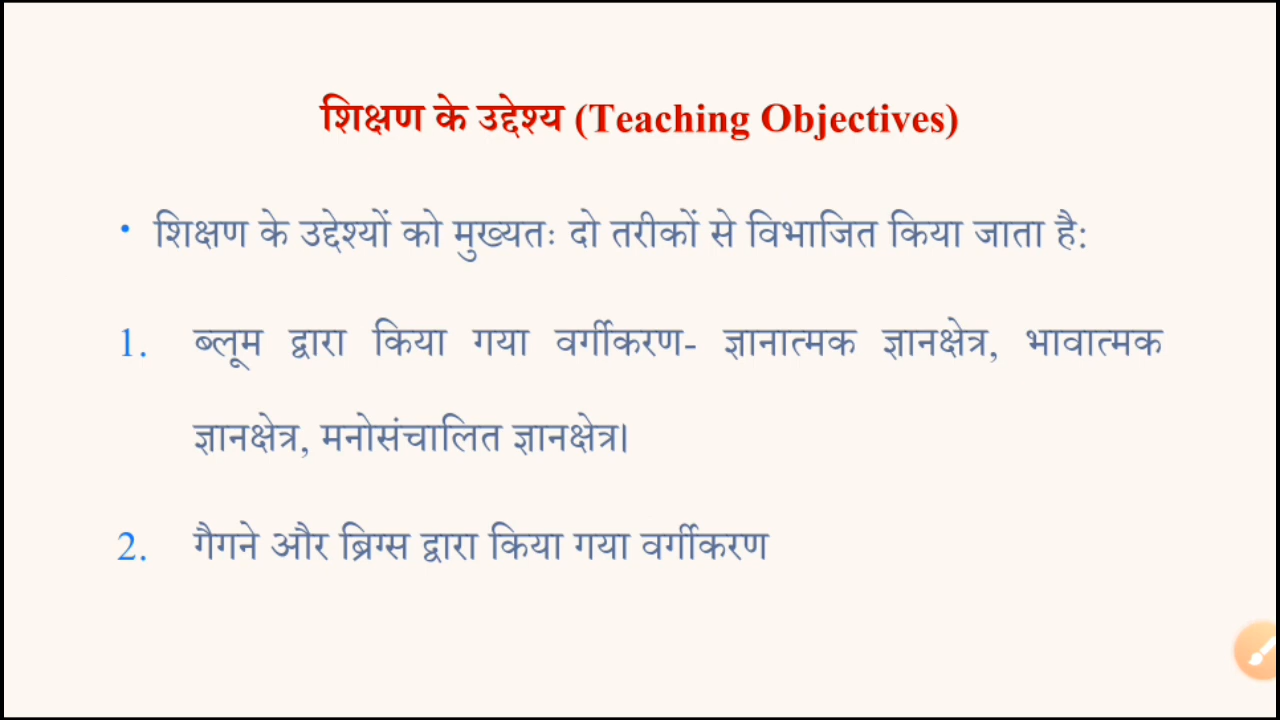 शिक्षण के उद्देश्य (Teaching Objectives)
• शिक्षण के उद्देश्यों को मुख्यतः दो तरीकों से विभाजित किया जाता है:
1. ब्लूम द्वारा किया गया वर्गीकरण- ज्ञानात्मक ज्ञानक्षेत्र, भावात्मक
ज्ञानक्षेत्र, मनोसंचालित ज्ञानक्षेत्र।
2. गैगने और ब्रिग्स द्वारा किया गया वर्गीकरण